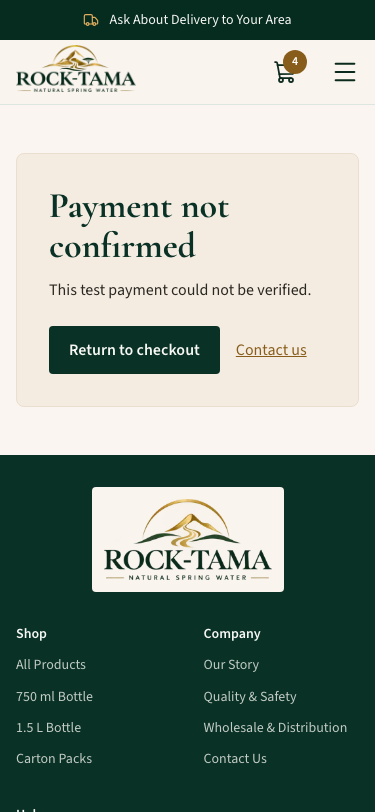 Ask About Delivery to Your Area
ROCK-TAMA
NATURAL SPRING WATER
4
Payment not
confirmed
This test payment could not be verified.
Return to checkout
Contact us
ROCK-TAMA
NATURAL SPRING WATER
Shop
Company
All Products
Our Story
750 ml Bottle
Quality & Safety
1.5 L Bottle
Wholesale & Distribution
Carton Packs
Contact Us